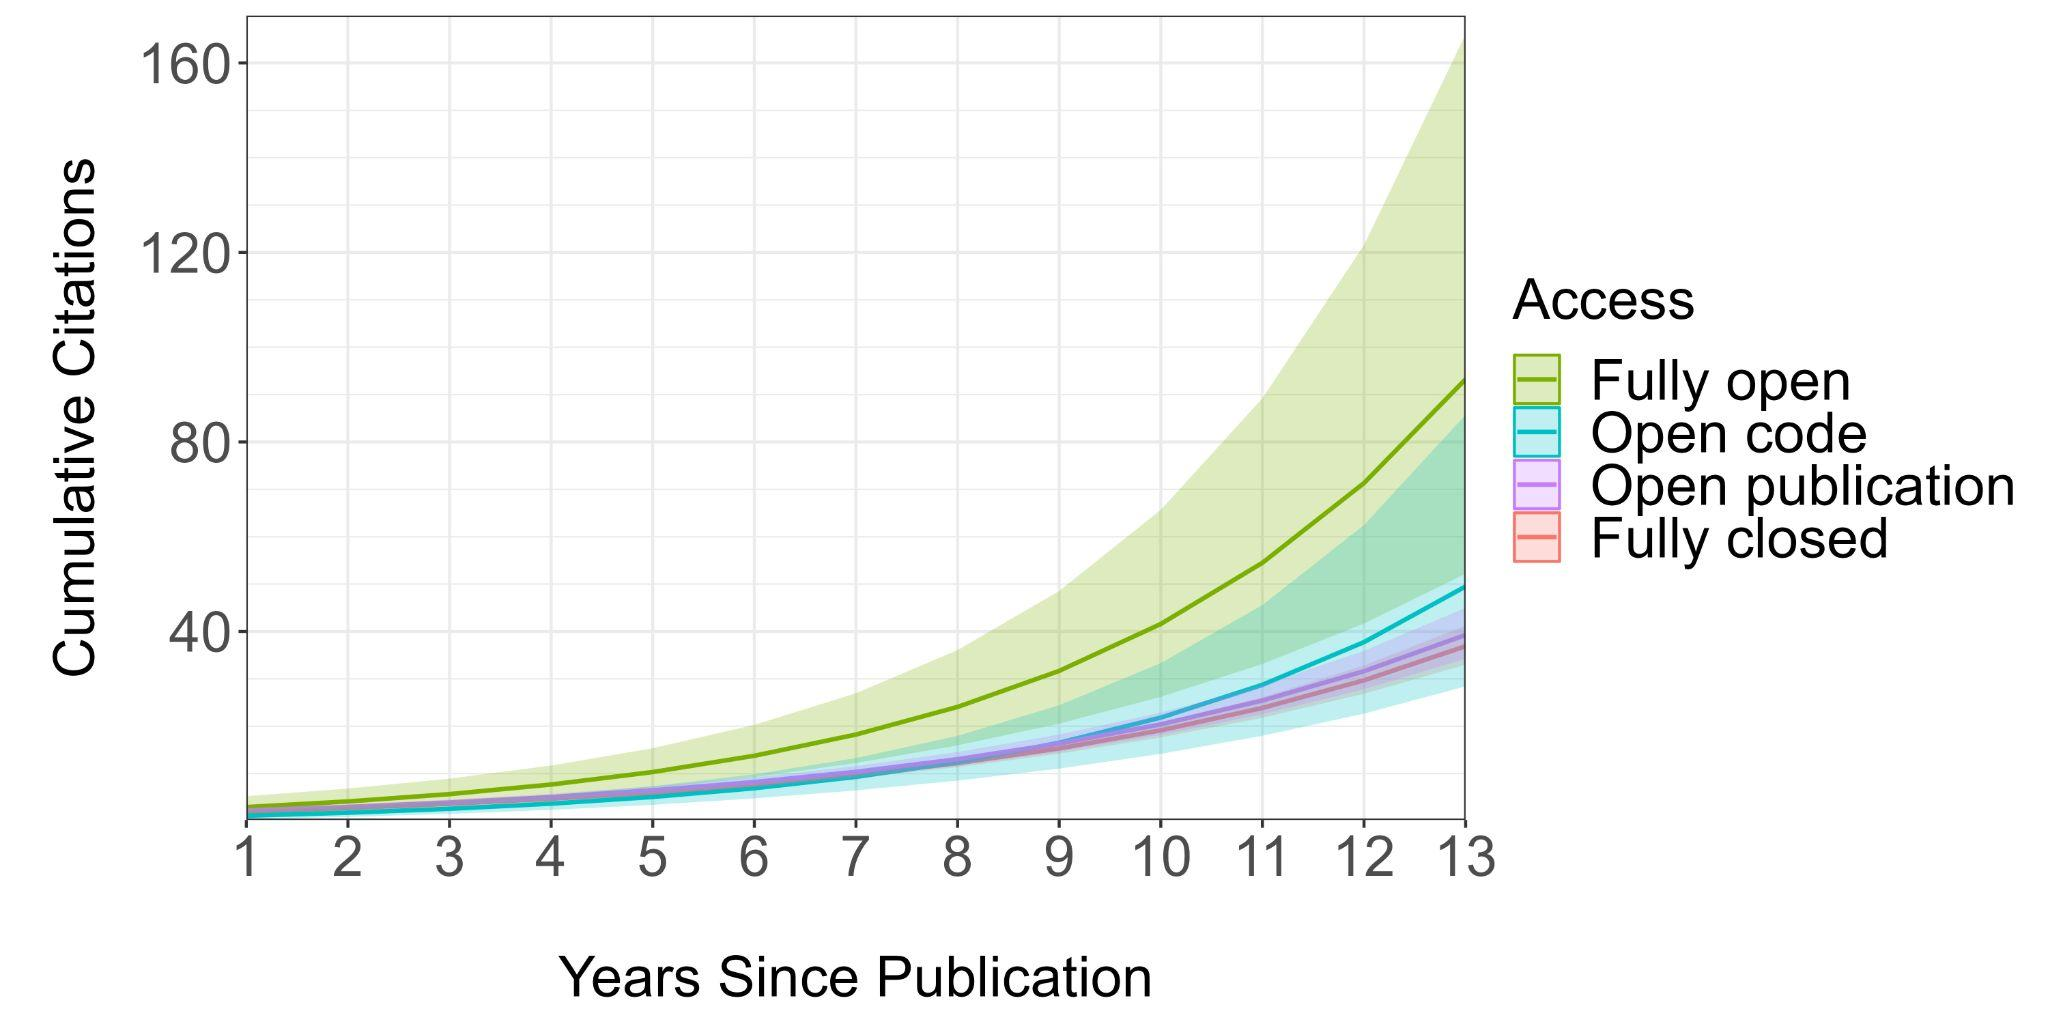 160
120
80
40
Cumulative Citations
1 2 3 4 5 6 7 8 9 10 11 12 13
Years Since Publication
Access
Fully open
Open code
Open publication
Fully closed